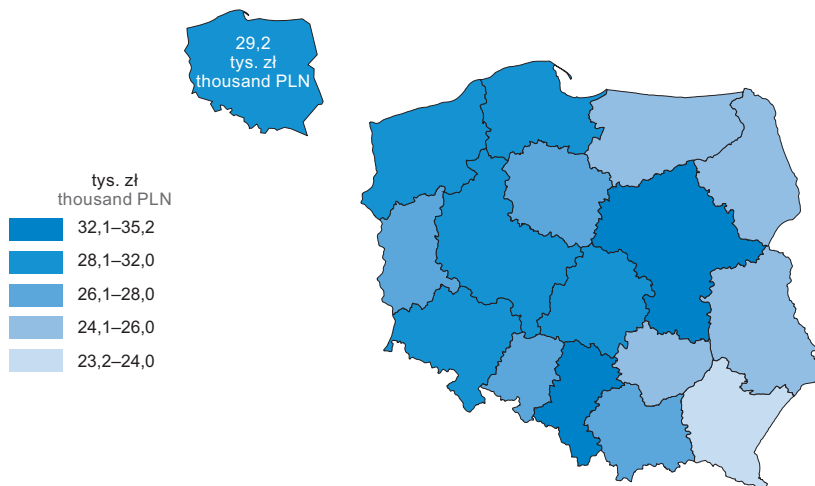 29,2
tys. zł
thousand PLN
tys. zł
thousand PLN
32,1–35,2
28,1–32,0
26,1–28,0
24,1–26,0
23,2–24,0